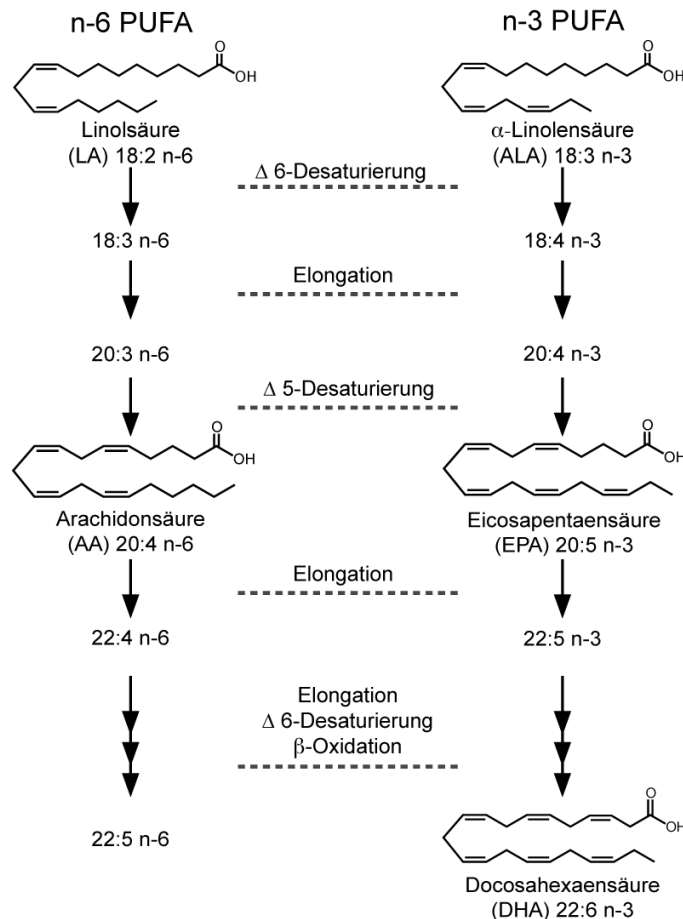 n-6 PUFA
n-3 PUFA
O
OH
O
OH
Linolsäure
(LA) 18:2 n-6
α-Linolensäure
(ALA) 18:3 n-3
Δ 6-Desaturierung
18:3 n-6
18:4 n-3
Elongation
20:3 n-6
20:4 n-3
Δ 5-Desaturierung
O
OH
O
OH
Arachidonsäure
(AA) 20:4 n-6
Eicosapentaensäure
(EPA) 20:5 n-3
Elongation
22:4 n-6
22:5 n-3
Elongation
Δ 6-Desaturierung
β-Oxidation
22:5 n-6
O
OH
Docosahexaensäure
(DHA) 22:6 n-3